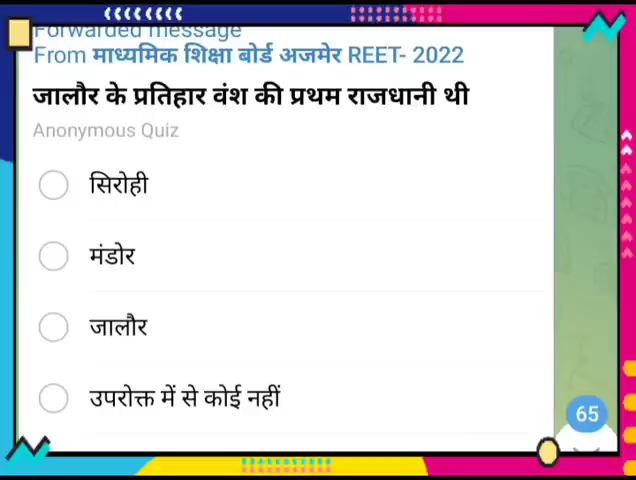 Forwarded message
From माध्यमिक शिक्षा बोर्ड अजमेर REET- 2022
जालौर के प्रतिहार वंश की प्रथम राजधानी थी
Anonymous Quiz
सिरोही
मंडोर
जालौर
उपरोक्त में से कोई नहीं
65